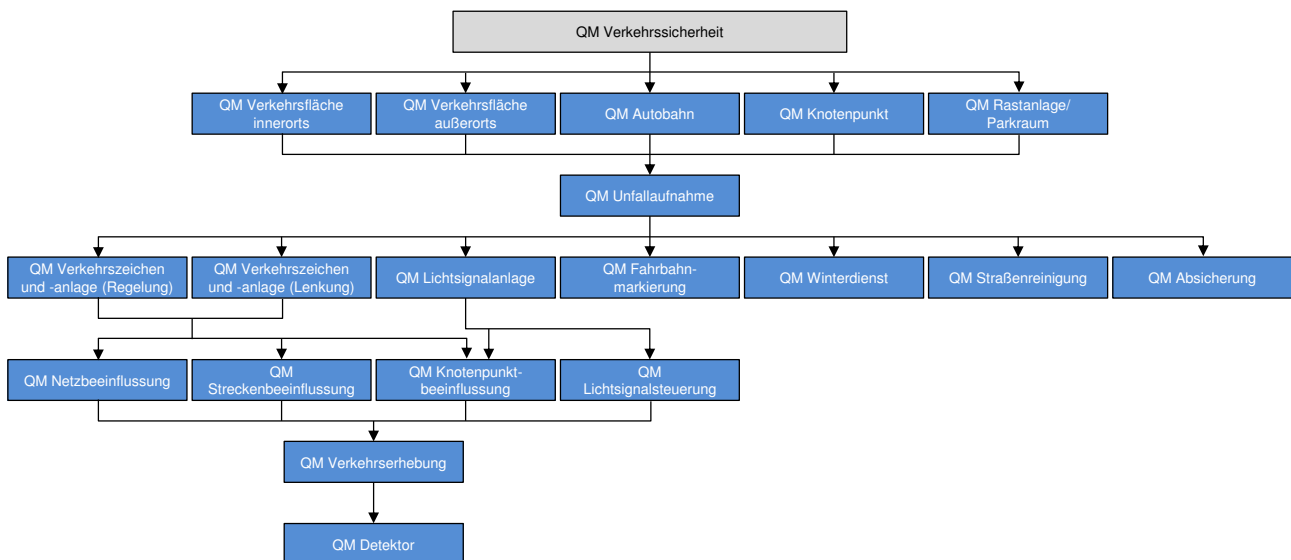 QM Verkehrssicherheit
QM Verkehrsfläche
innerorts
QM Verkehrsfläche
außerorts
QM Autobahn
QM Knotenpunkt
QM Rastanlage/
Parkraum
QM Unfallaufnahme
QM Verkehrszeichen
und -anlage (Regelung)
QM Verkehrszeichen
und -anlage (Lenkung)
QM Lichtsignalanlage
QM Fahrbahn-
markierung
QM Winterdienst
QM Straßenreinigung
QM Absicherung
QM Netzbeeinflussung
QM
Streckenbeeinflussung
QM Knotenpunkt-
beeinflussung
QM
Lichtsignalsteuerung
QM Verkehrserhebung
QM Detektor